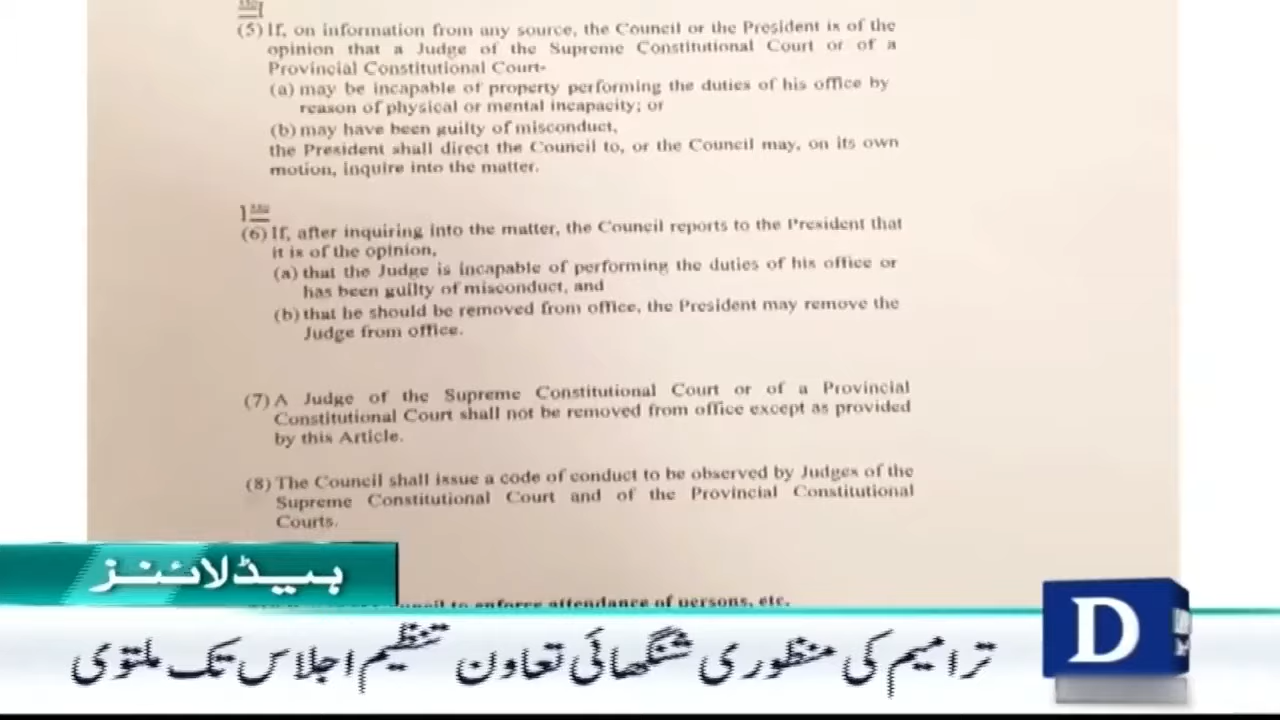 (5) If, on information from any source, the Council or the President is of the
opinion that a Judge of the Supreme Constitutional Court or of a
Provincial Constitutional Court-
(a) may be incapable of property performing the duties of his office by
reason of physical or mental incapacity; or
(b) may have been guilty of misconduct,
the President shall direct the Council to, or the Council may, on its own
motion, inquire into the matter.
(6) If, after inquiring into the matter, the Council reports to the President that
it is of the opinion,
(a) that the Judge is incapable of performing the duties of his office or
has been guilty of misconduct, and
(b) that he should be removed from office, the President may remove the
Judge from office.
(7) A Judge of the Supreme Constitutional Court or of a Provincial
Constitutional Court shall not be removed from office except as provided
by this Article.
(8) The Council shall issue a code of conduct to be observed by Judges of the
Supreme Constitutional Court and of the Provincial Constitutional
Courts.
to enforce attendance of persons, etc.
ہیڈلائنز
ترامیم کی منظوری شنگھائی تعاون تنظیم اجلاس تک ملتوی
D